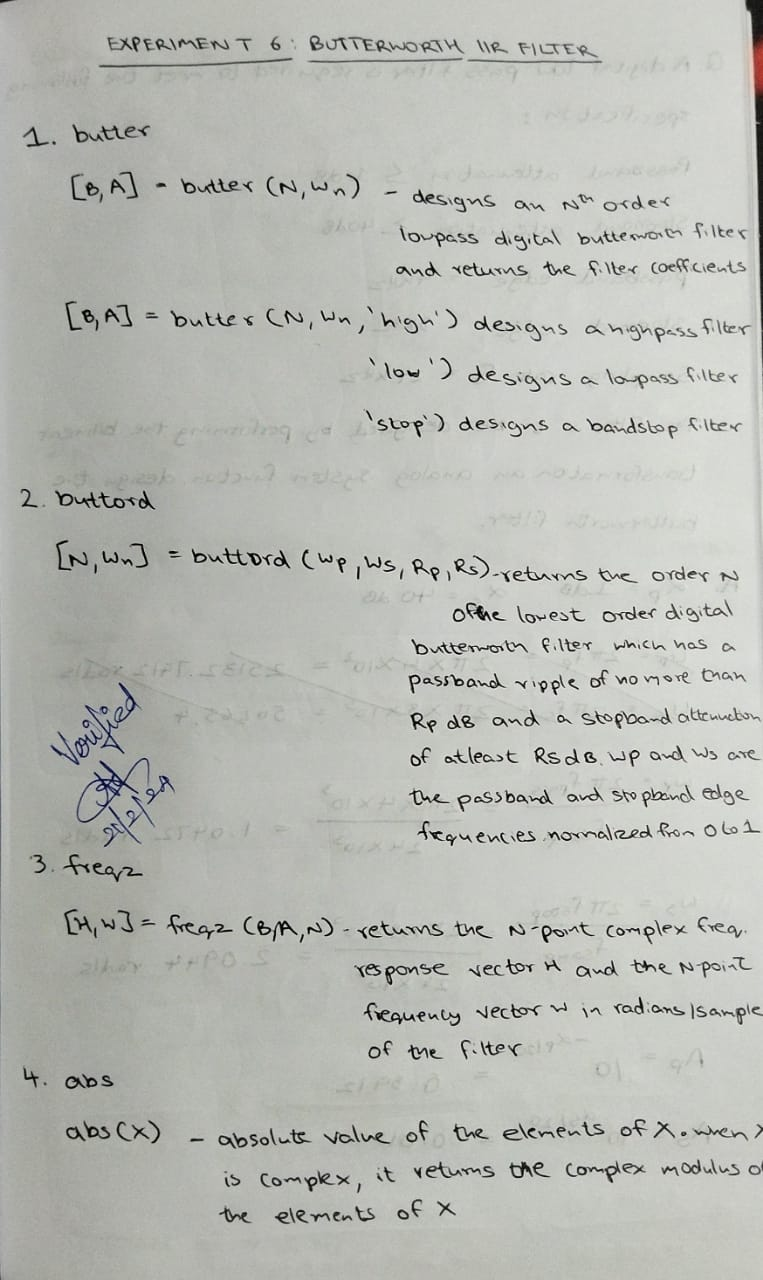 EXPERIMENT 6: BUTTERWORTH IIR FILTER
1. butter
[B,A] = butter (N, Wn) - designs an Nth order
lowpass digital butterworth filter
and returns the filter coefficients
[B,A] = butter (N, Wn, 'high') designs a highpass filter
'low') designs a lowpass filter
'stop') designs a bandstop filter
2. buttord
[N, Wn] = buttord (Wp, Ws, Rp, Rs) - returns the order N
of the lowest order digital
butterworth filter which has a
passband ripple of no more than
Rp dB and a stopband attenuation
of atleast RS dB. Wp and Ws are
the passband and stopband edge
frequencies normalized from 0 to 1
Verified
21/2/24
3. freqz
[H, W] = freqz (B,A,N) - returns the N-point complex freq.
response vector H and the N-point
frequency vector W in radians/sample
of the filter
4. abs
abs(X) - absolute value of the elements of X. when X
is complex, it returns the complex modulus of
the elements of X